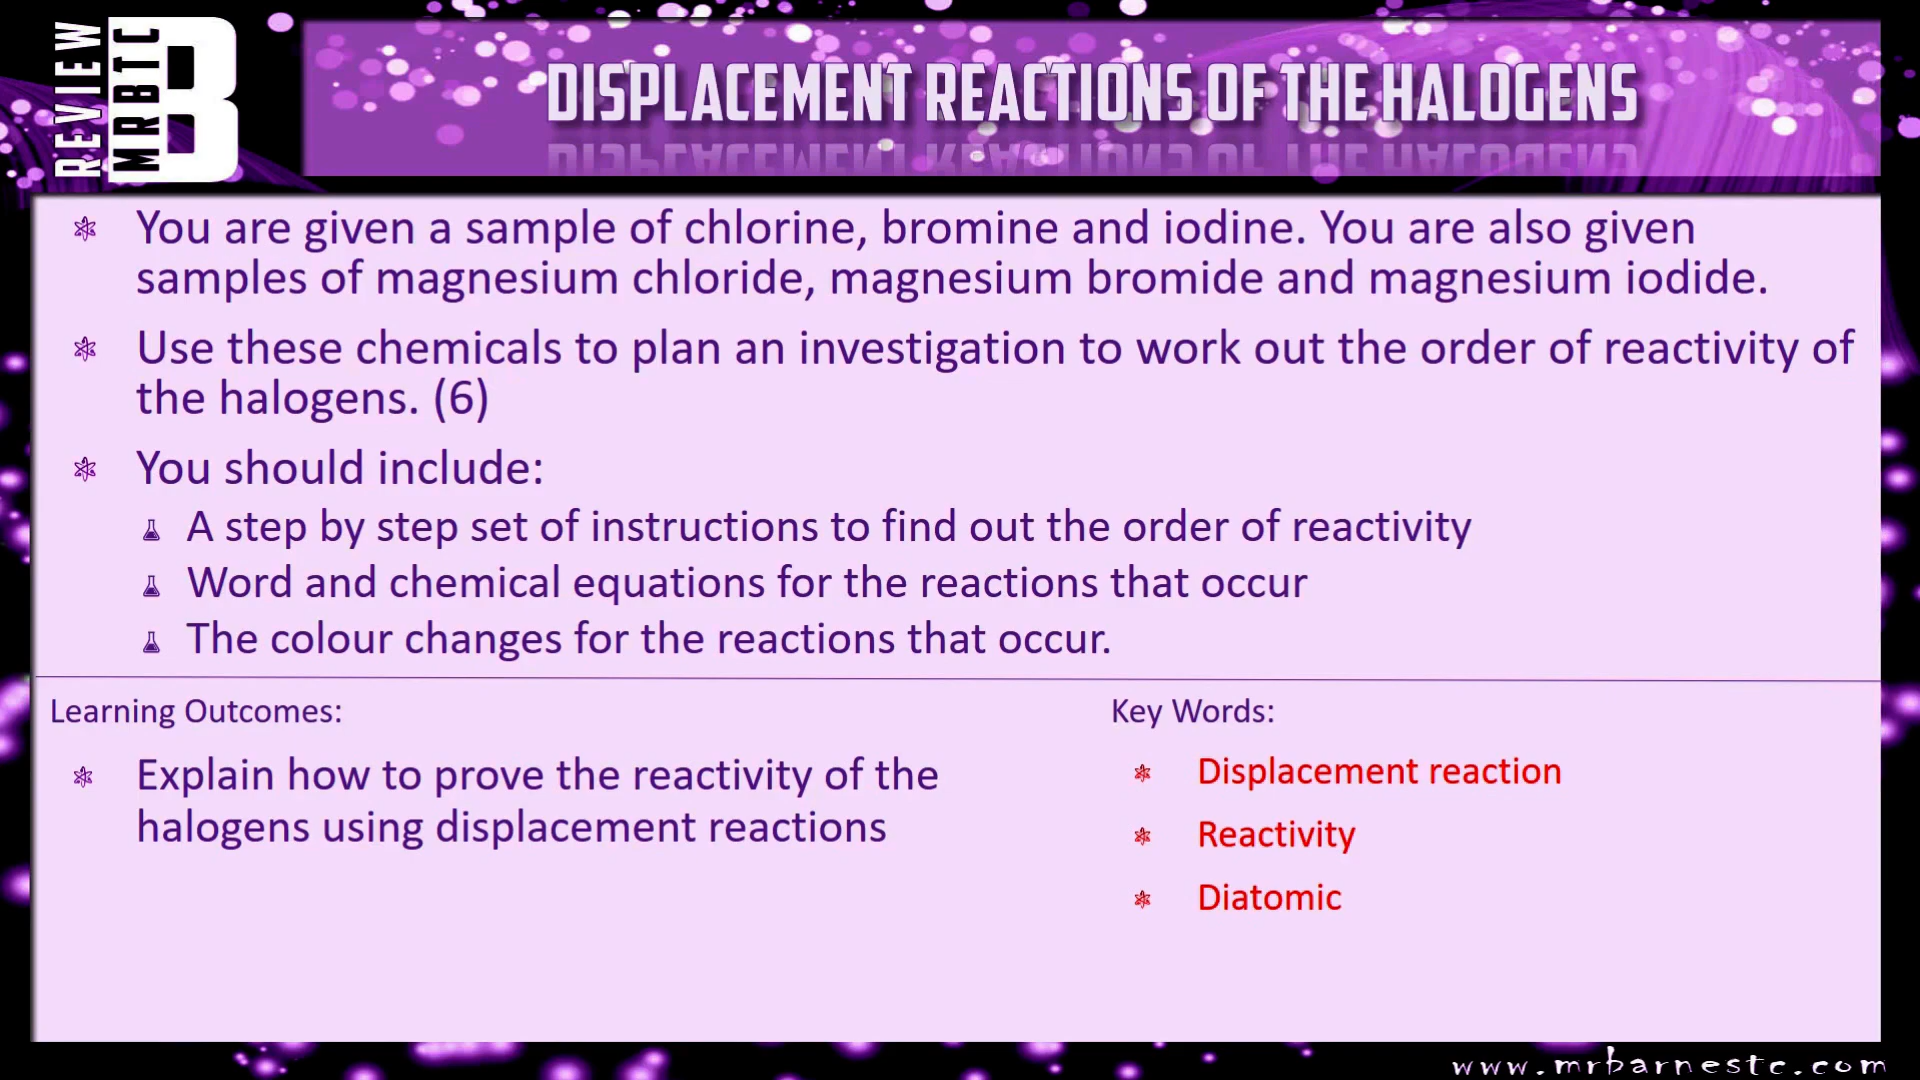 REVIEW
MRBTC
B
DISPLACEMENT REACTIONS OF THE HALOGENS
You are given a sample of chlorine, bromine and iodine. You are also given
samples of magnesium chloride, magnesium bromide and magnesium iodide.
Use these chemicals to plan an investigation to work out the order of reactivity of
the halogens. (6)
You should include:
A step by step set of instructions to find out the order of reactivity
Word and chemical equations for the reactions that occur
The colour changes for the reactions that occur.
Learning Outcomes:
Explain how to prove the reactivity of the
halogens using displacement reactions
Key Words:
Displacement reaction
Reactivity
Diatomic
www.mrbarnestc.com